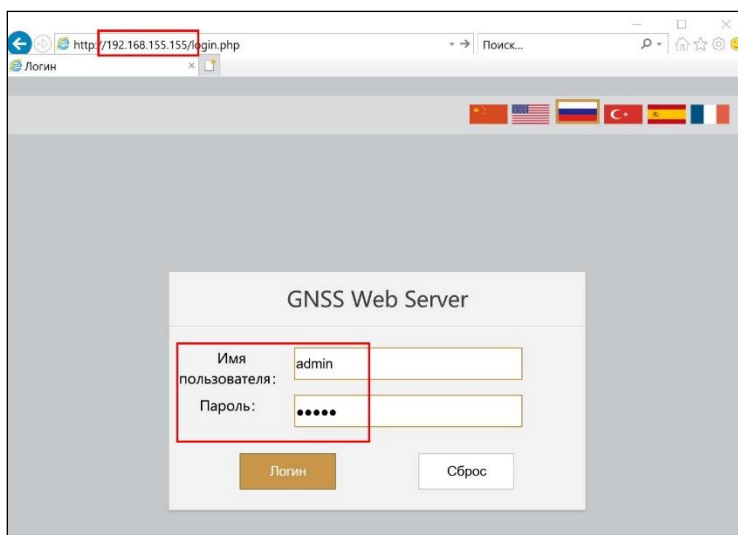 http://192.168.155.155/login.php
Поиск...
Логин
GNSS Web Server
Имя
пользователя:
admin
Пароль:
•••••
Логин
Сброс